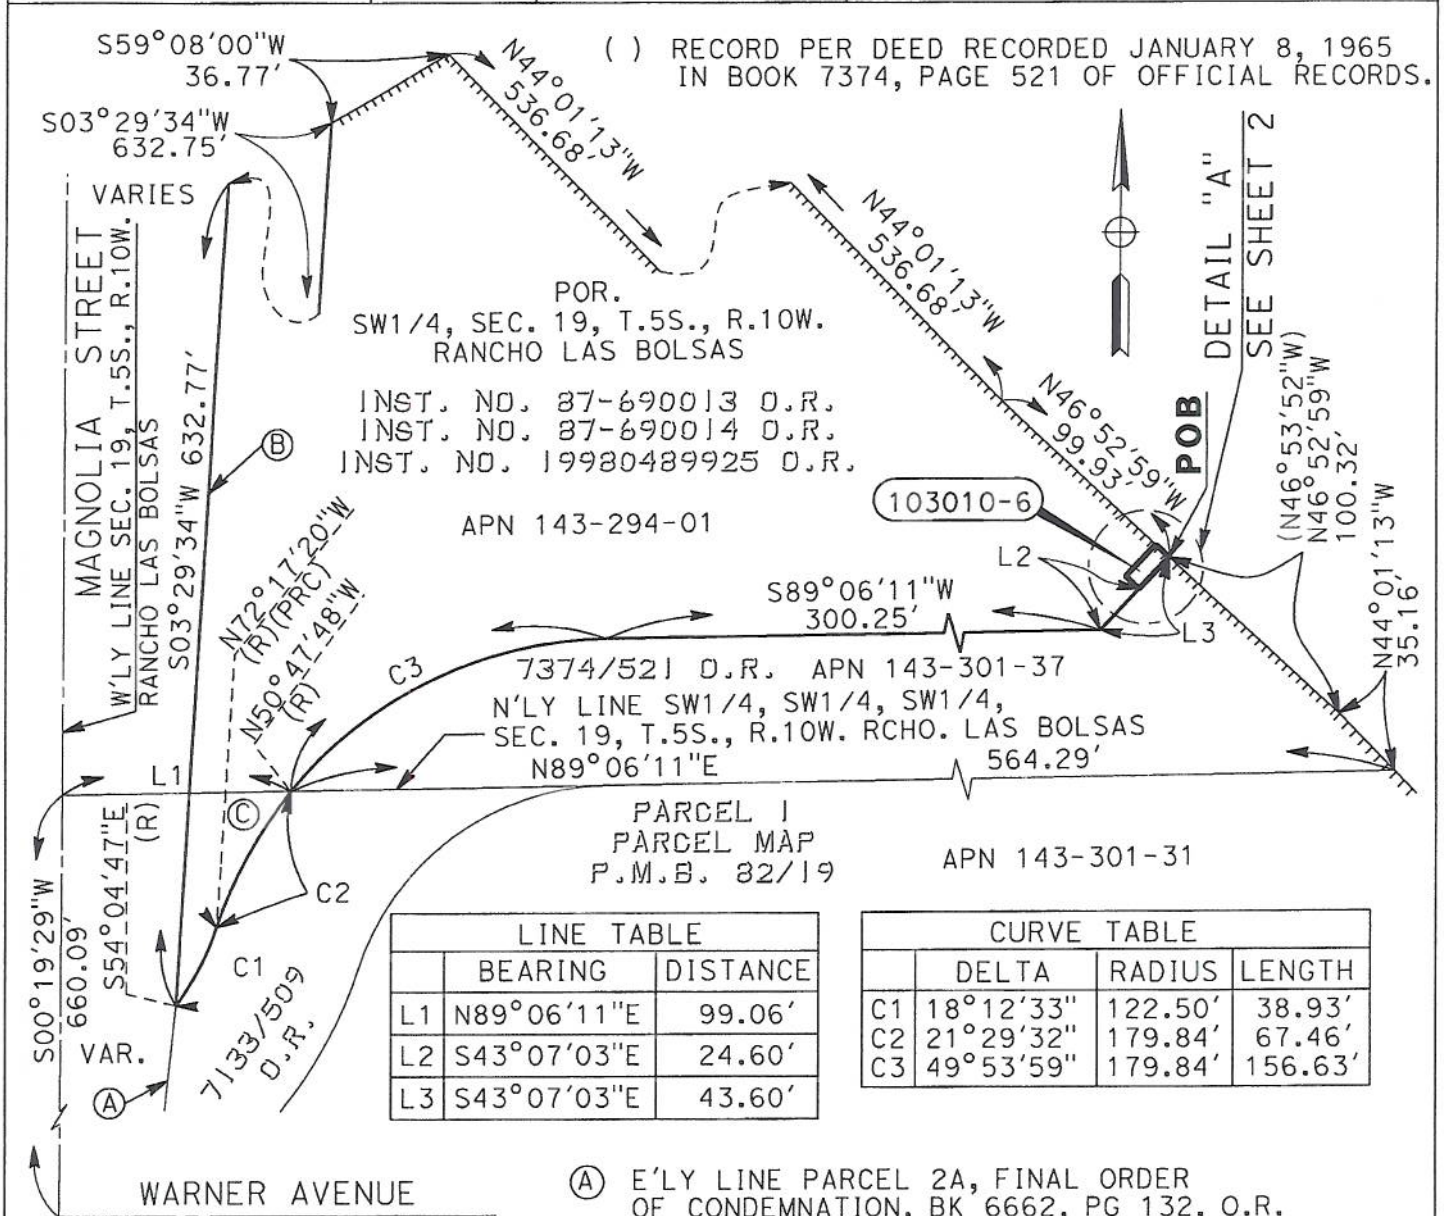 S59°08'00"W
36.77'
S03°29'34"W
632.75'
VARIES
N44°01'13"W
536.68'
( ) RECORD PER DEED RECORDED JANUARY 8, 1965
IN BOOK 7374, PAGE 521 OF OFFICIAL RECORDS.
MAGNOLIA STREET
W'LY LINE SEC. 19, T.5S., R.10W.
RANCHO LAS BOLSAS
S03°29'34"W 632.77'
B
POR.
SW1/4, SEC. 19, T.5S., R.10W.
RANCHO LAS BOLSAS
INST. NO. 87-690013 O.R.
INST. NO. 87-690014 O.R.
INST. NO. 19980489925 O.R.
APN 143-294-01
N44°01'13"W
536.68'
DETAIL "A"
SEE SHEET 2
N46°52'59"W
99.93'
POB
(N46°53'52"W)
N46°52'59"W
100.32'
103010-6
L2
L3
N44°01'13"W
35.16'
N72°17'20"W
(R)(PRC)
N50°47'48"W
(R)
C3
S89°06'11"W
300.25'
7374/521 O.R. APN 143-301-37
N'LY LINE SW1/4, SW1/4, SW1/4,
SEC. 19, T.5S., R.10W. RCHO. LAS BOLSAS
N89°06'11"E 564.29'
L1
C
S54°04'47"E
(R)
C2
C1
PARCEL 1
PARCEL MAP
P.M.B. 82/19
APN 143-301-31
S00°19'29"W
660.09'
VAR.
A
7133/509
O.R.
LINE TABLE
BEARING DISTANCE
L1 N89°06'11"E 99.06'
L2 S43°07'03"E 24.60'
L3 S43°07'03"E 43.60'
CURVE TABLE
DELTA RADIUS LENGTH
C1 18°12'33" 122.50' 38.93'
C2 21°29'32" 179.84' 67.46'
C3 49°53'59" 179.84' 156.63'
WARNER AVENUE
A E'LY LINE PARCEL 2A, FINAL ORDER
OF CONDEMNATION, BK 6662, PG 132, O.R.